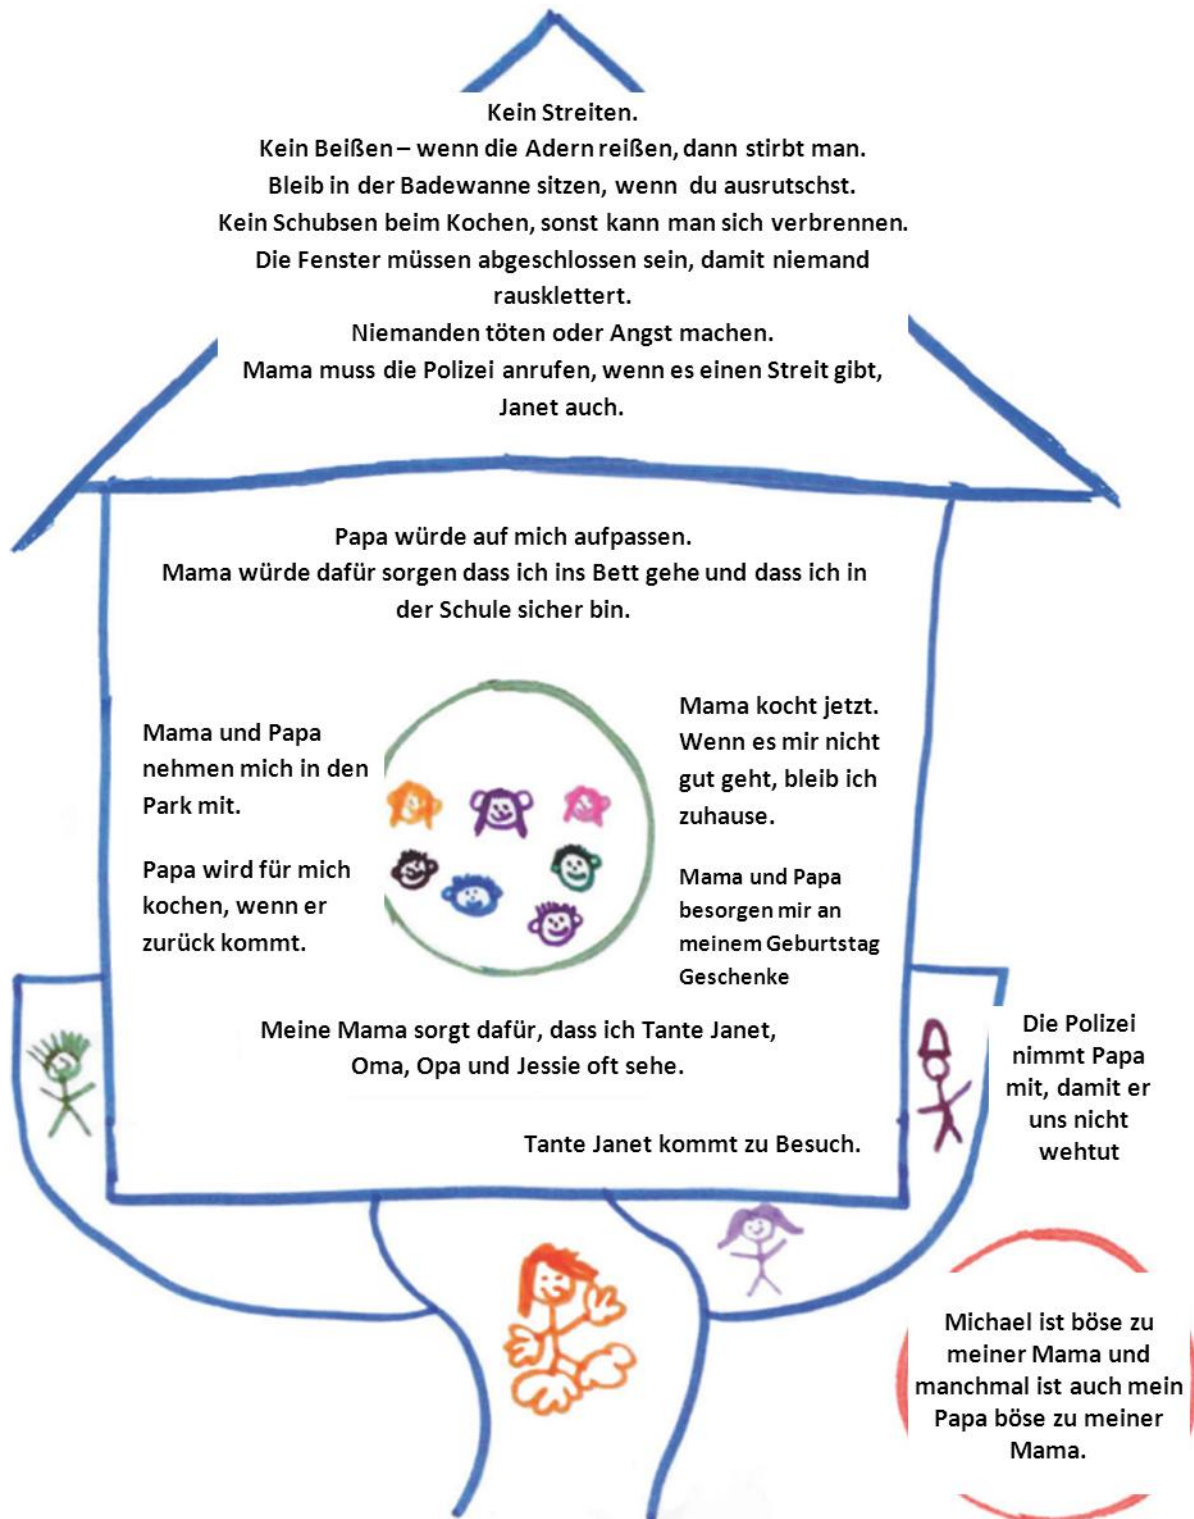 Kein Streiten.
Kein Beißen – wenn die Adern reißen, dann stirbt man.
Bleib in der Badewanne sitzen, wenn du ausrutschst.
Kein Schubsen beim Kochen, sonst kann man sich verbrennen.
Die Fenster müssen abgeschlossen sein, damit niemand
rausklettert.
Niemanden töten oder Angst machen.
Mama muss die Polizei anrufen, wenn es einen Streit gibt,
Janet auch.
Papa würde auf mich aufpassen.
Mama würde dafür sorgen dass ich ins Bett gehe und dass ich in
der Schule sicher bin.
Mama und Papa
nehmen mich in den
Park mit.
Papa wird für mich
kochen, wenn er
zurück kommt.
Mama kocht jetzt.
Wenn es mir nicht
gut geht, bleib ich
zuhause.
Mama und Papa
besorgen mir an
meinem Geburtstag
Geschenke
Meine Mama sorgt dafür, dass ich Tante Janet,
Oma, Opa und Jessie oft sehe.
Tante Janet kommt zu Besuch.
Die Polizei
nimmt Papa
mit, damit er
uns nicht
wehtut
Michael ist böse zu
meiner Mama und
manchmal ist auch mein
Papa böse zu meiner
Mama.